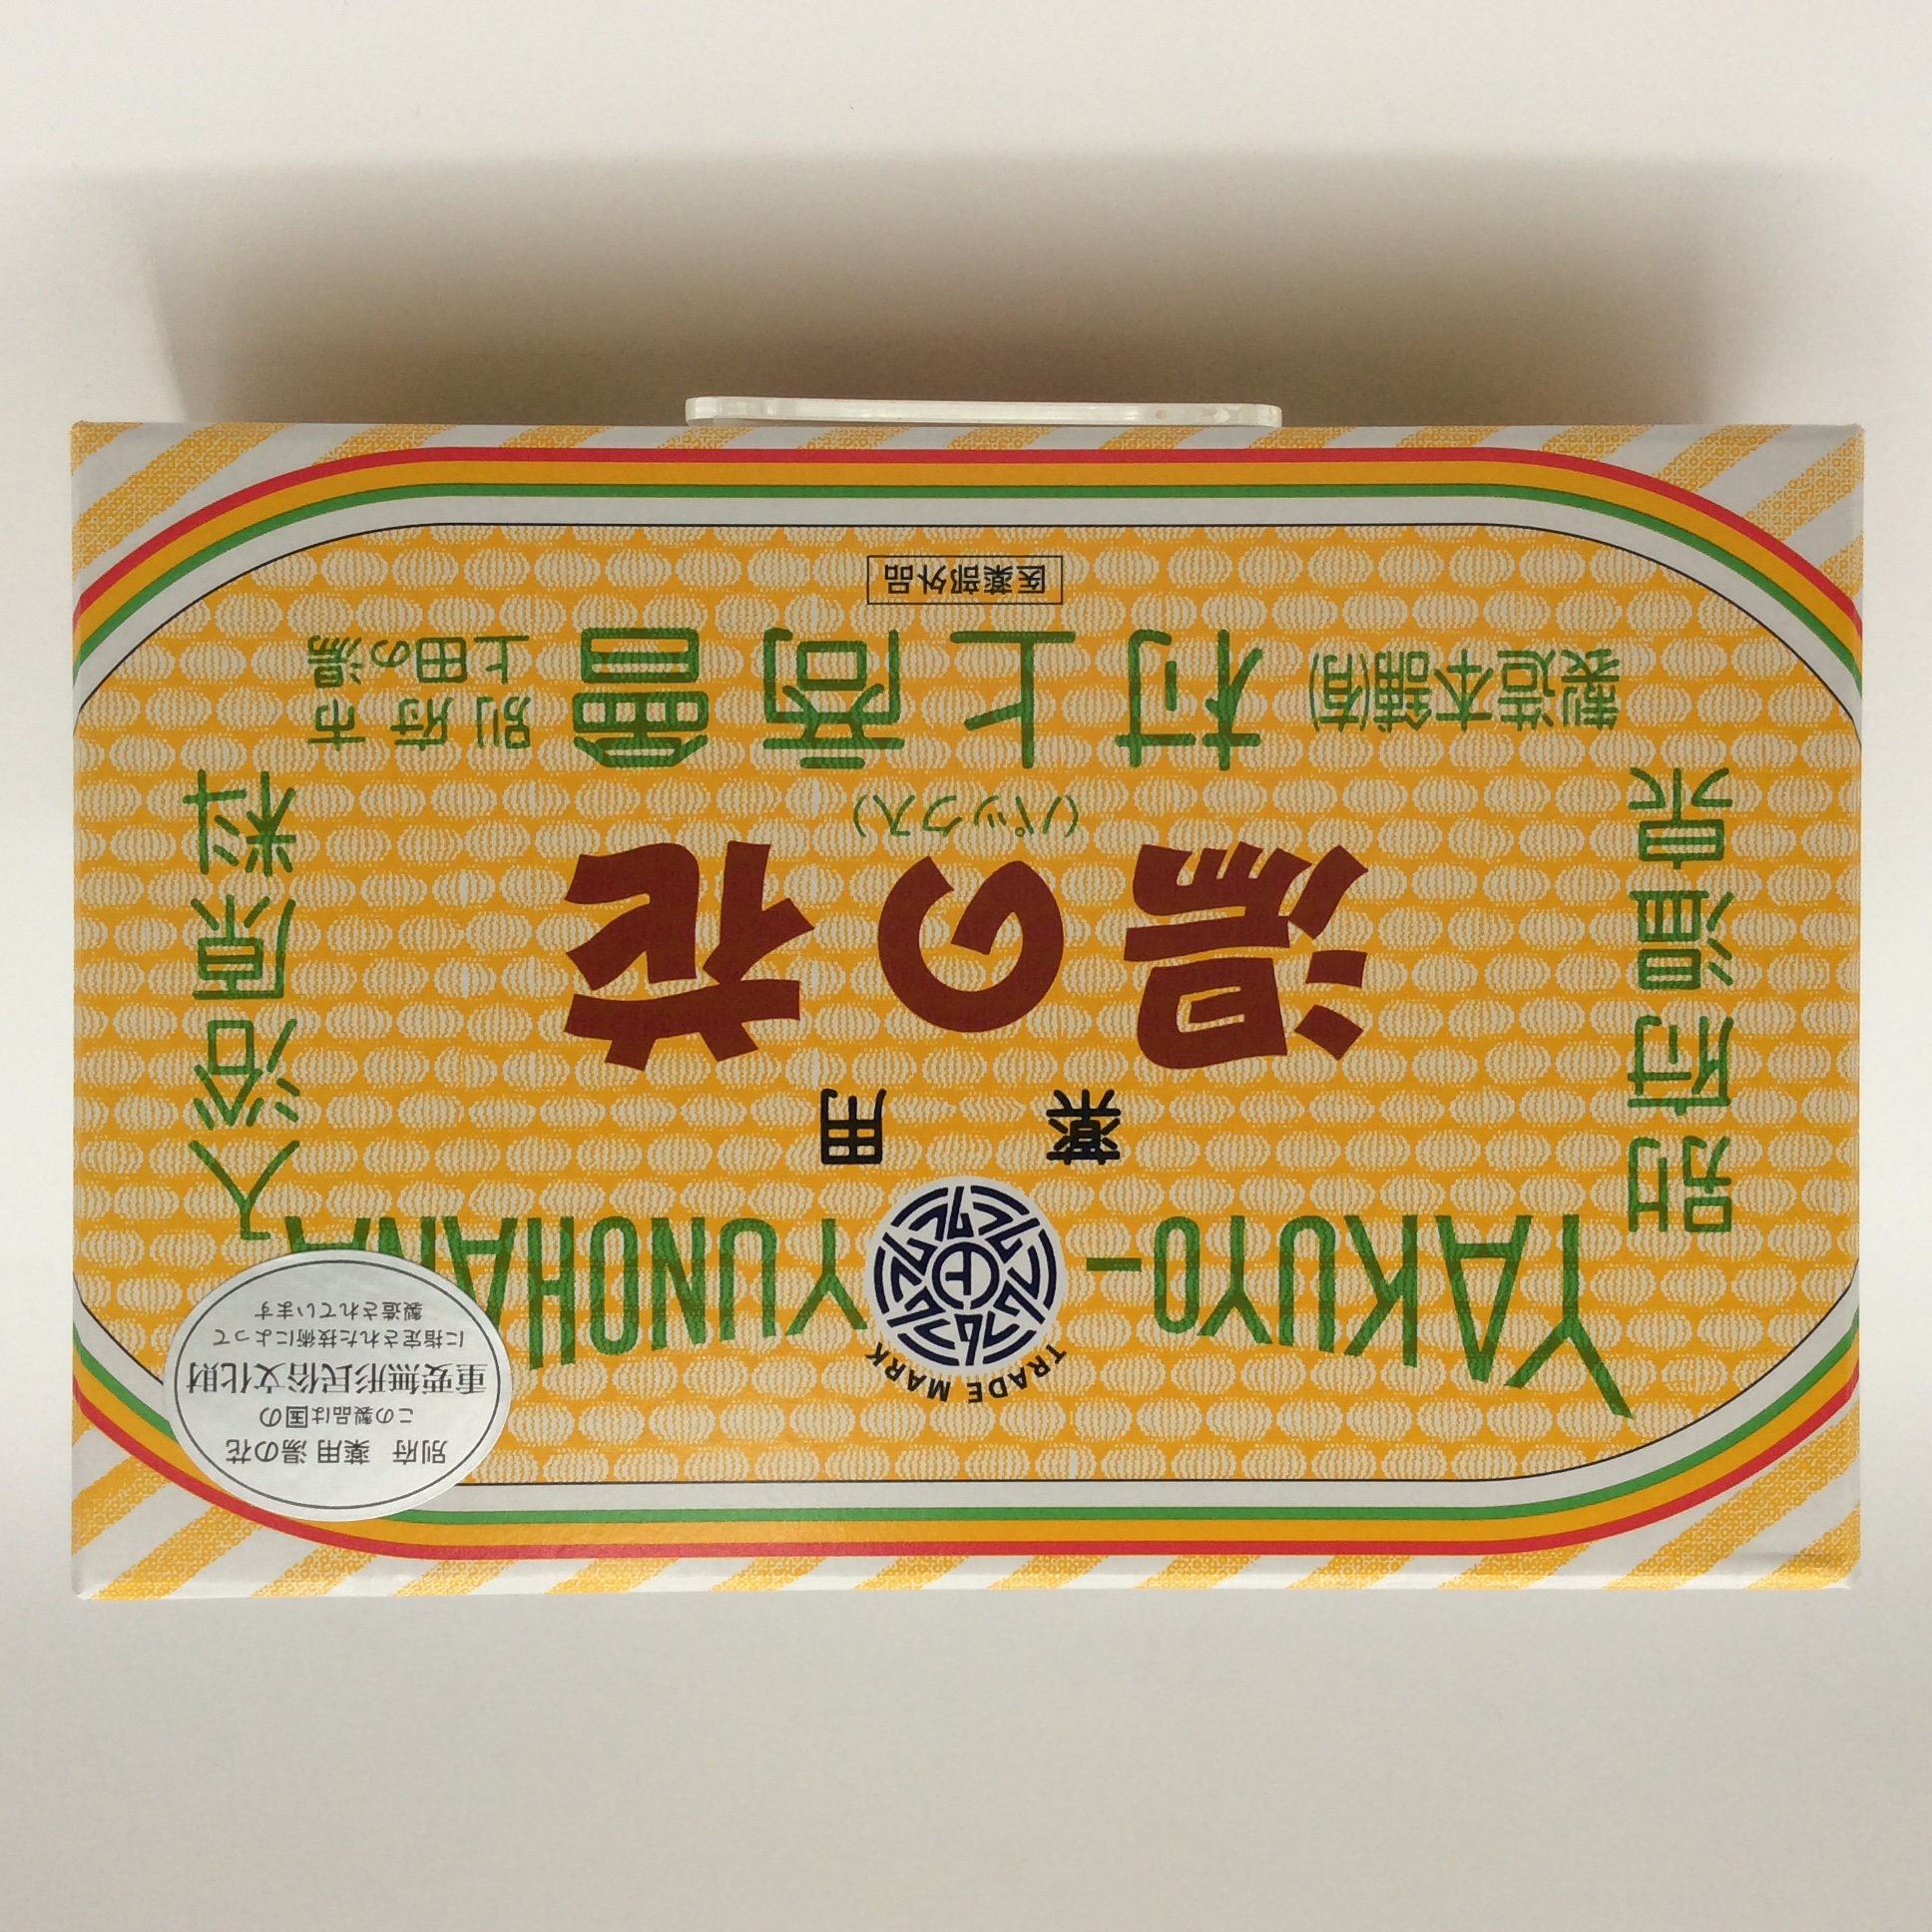 TRADE MARK
YAKUYO-YUNOHANA
上
薬用
湯の花
(パック入)
別府温泉
入浴原料
製造本舗(有)
村上商會
別府市
上田の湯
医薬部外品
別府 薬用 湯の花
この製品は国の
重要無形民俗文化財
に指定された技術によって
製造されています